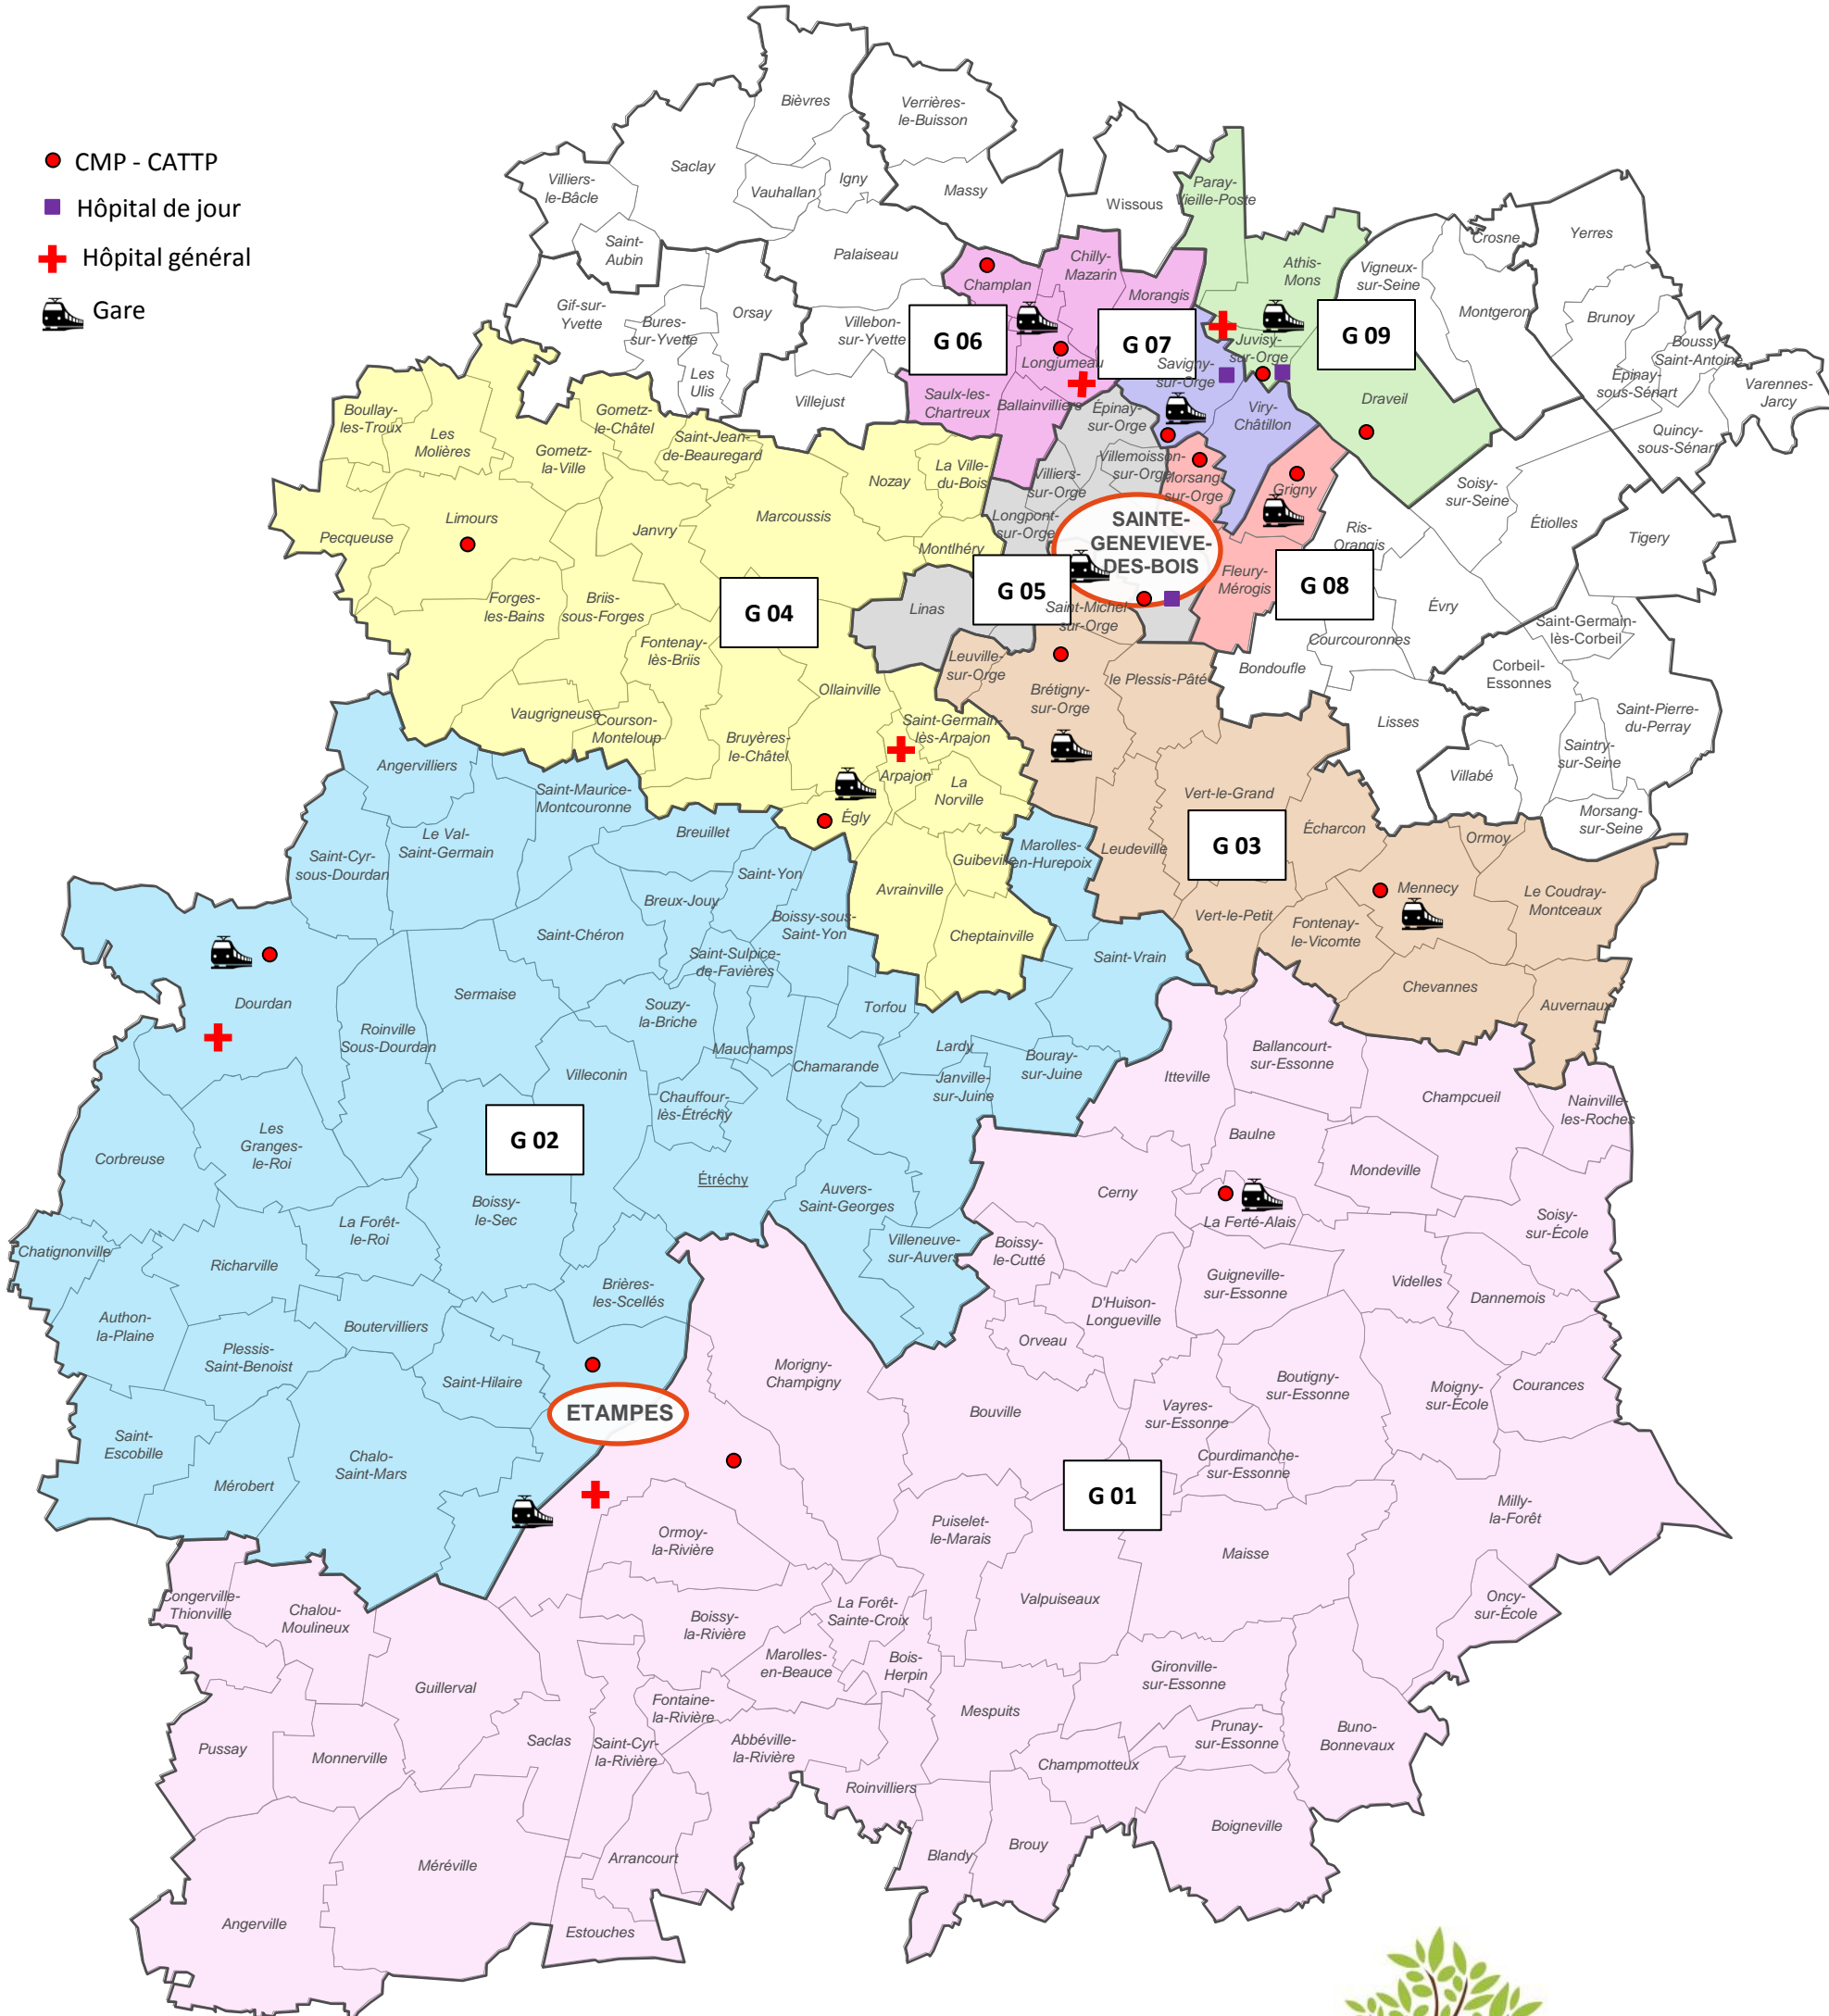 CMP - CATTP
Hôpital de jour
Hôpital général
Gare
Bièvres
Verrières-
le-Buisson
Saclay
Villiers-
le-Bâcle
Vauhallan
Igny
Massy
Wissous
Paray-
Vieille-Poste
Saint-
Aubin
Palaiseau
Chilly-
Mazarin
Athis-
Mons
Vigneux-
sur-Seine
Crosne
Yerres
Gif-sur-
Yvette
Bures-
sur-Yvette
Orsay
Champlan
Morangis
Montgeron
Brunoy
Boussy-
Saint-Antoine
Villebon-
sur-Yvette
G 06
G 07
G 09
Juvisy-
sur-Orge
Les
Ulis
Longjumeau
Savigny-
sur-Orge
Épinay-
sous-Sénart
Varennes-
Jarcy
Villejust
Saulx-les-
Chartreux
Ballainvilliers
Épinay-
sur-Orge
Viry-
Châtillon
Draveil
Quincy-
sous-Sénart
Boullay-
les-Troux
Les
Molières
Gometz-
le-Châtel
Gometz-
la-Ville
Saint-Jean-
de-Beauregard
Nozay
La Ville-
du-Bois
Villiers-
sur-Orge
Villemoisson-
sur-Orge
Morsang-
sur-Orge
Grigny
Soisy-
sur-Seine
Étiolles
Tigery
Pecqueuse
Limours
Janvry
Marcoussis
Montlhéry
Longpont-
sur-Orge
SAINTE-
GENEVIEVE-
DES-BOIS
Ris-
Orangis
Forges-
les-Bains
Briis-
sous-Forges
G 04
Linas
G 05
Saint-Michel-
sur-Orge
Fleury-
Mérogis
G 08
Évry
Courcouronnes
Saint-Germain-
lès-Corbeil
Fontenay-
lès-Briis
Leuville-
sur-Orge
Brétigny-
sur-Orge
le Plessis-Pâté
Bondoufle
Corbeil-
Essonnes
Lisses
Saint-Pierre-
du-Perray
Ollainville
Vaugrigneuse
Courson-
Monteloup
Bruyères-
le-Châtel
Saint-Germain-
lès-Arpajon
Arpajon
La
Norville
Saintry-
sur-Seine
Villabé
Morsang-
sur-Seine
Angervilliers
Saint-Maurice-
Montcouronne
Égly
Vert-le-Grand
Écharcon
Ormoy
Le Val-
Saint-Germain
Breuillet
Saint-Cyr-
sous-Dourdan
Guibeville
Marolles-
en-Hurepoix
Leudeville
G 03
Saint-Yon
Breux-Jouy
Avrainville
Mennecy
Le Coudray-
Montceaux
Boissy-sous-
Saint-Yon
Saint-Chéron
Cheptainville
Vert-le-Petit
Fontenay-
le-Vicomte
Saint-Sulpice-
de-Favières
Saint-Vrain
Chevannes
Auvernaux
Dourdan
Sermaise
Souzy-
la-Briche
Torfou
Roinville
Sous-Dourdan
Mauchamps
Lardy
Bouray-
sur-Juine
Ballancourt-
sur-Essonne
Villeconin
Chamarande
Janville-
sur-Juine
Itteville
Champcueil
Nainville-
les-Roches
Chauffour-
lès-Étréchy
G 02
Les
Granges-
le-Roi
Corbreuse
Baulne
Mondeville
Étréchy
Auvers-
Saint-Georges
Cerny
La Ferté-Alais
Boissy-
le-Sec
La Forêt-
le-Roi
Soisy-
sur-École
Chatignonville
Richarville
Villeneuve-
sur-Auvers
Boissy-
le-Cutté
Guigneville-
sur-Essonne
Videlles
Dannemois
Brières-
les-Scellés
D'Huison-
Longueville
Authon-
la-Plaine
Boutervilliers
Orveau
Plessis-
Saint-Benoist
Morigny-
Champigny
Saint-Hilaire
Boutigny-
sur-Essonne
Moigny-
sur-École
Courances
ETAMPES
Bouville
Vayres-
sur-Essonne
Saint-
Escobille
Chalo-
Saint-Mars
Mérobert
Courdimanche-
sur-Essonne
G 01
Milly-
la-Forêt
Puiselet-
le-Marais
Ormoy-
la-Rivière
Maisse
Congerville-
Thionville
Chalou-
Moulineux
Boissy-
la-Rivière
La Forêt-
Sainte-Croix
Valpuiseaux
Oncy-
sur-École
Marolles-
en-Beauce
Bois-
Herpin
Guillerval
Gironville-
sur-Essonne
Fontaine-
la-Rivière
Mespuits
Prunay-
sur-Essonne
Buno-
Bonnevaux
Pussay
Monnerville
Saclas
Saint-Cyr-
la-Rivière
Abbéville-
la-Rivière
Champmotteux
Roinvilliers
Boigneville
Méréville
Arrancourt
Blandy
Brouy
Angerville
Estouches